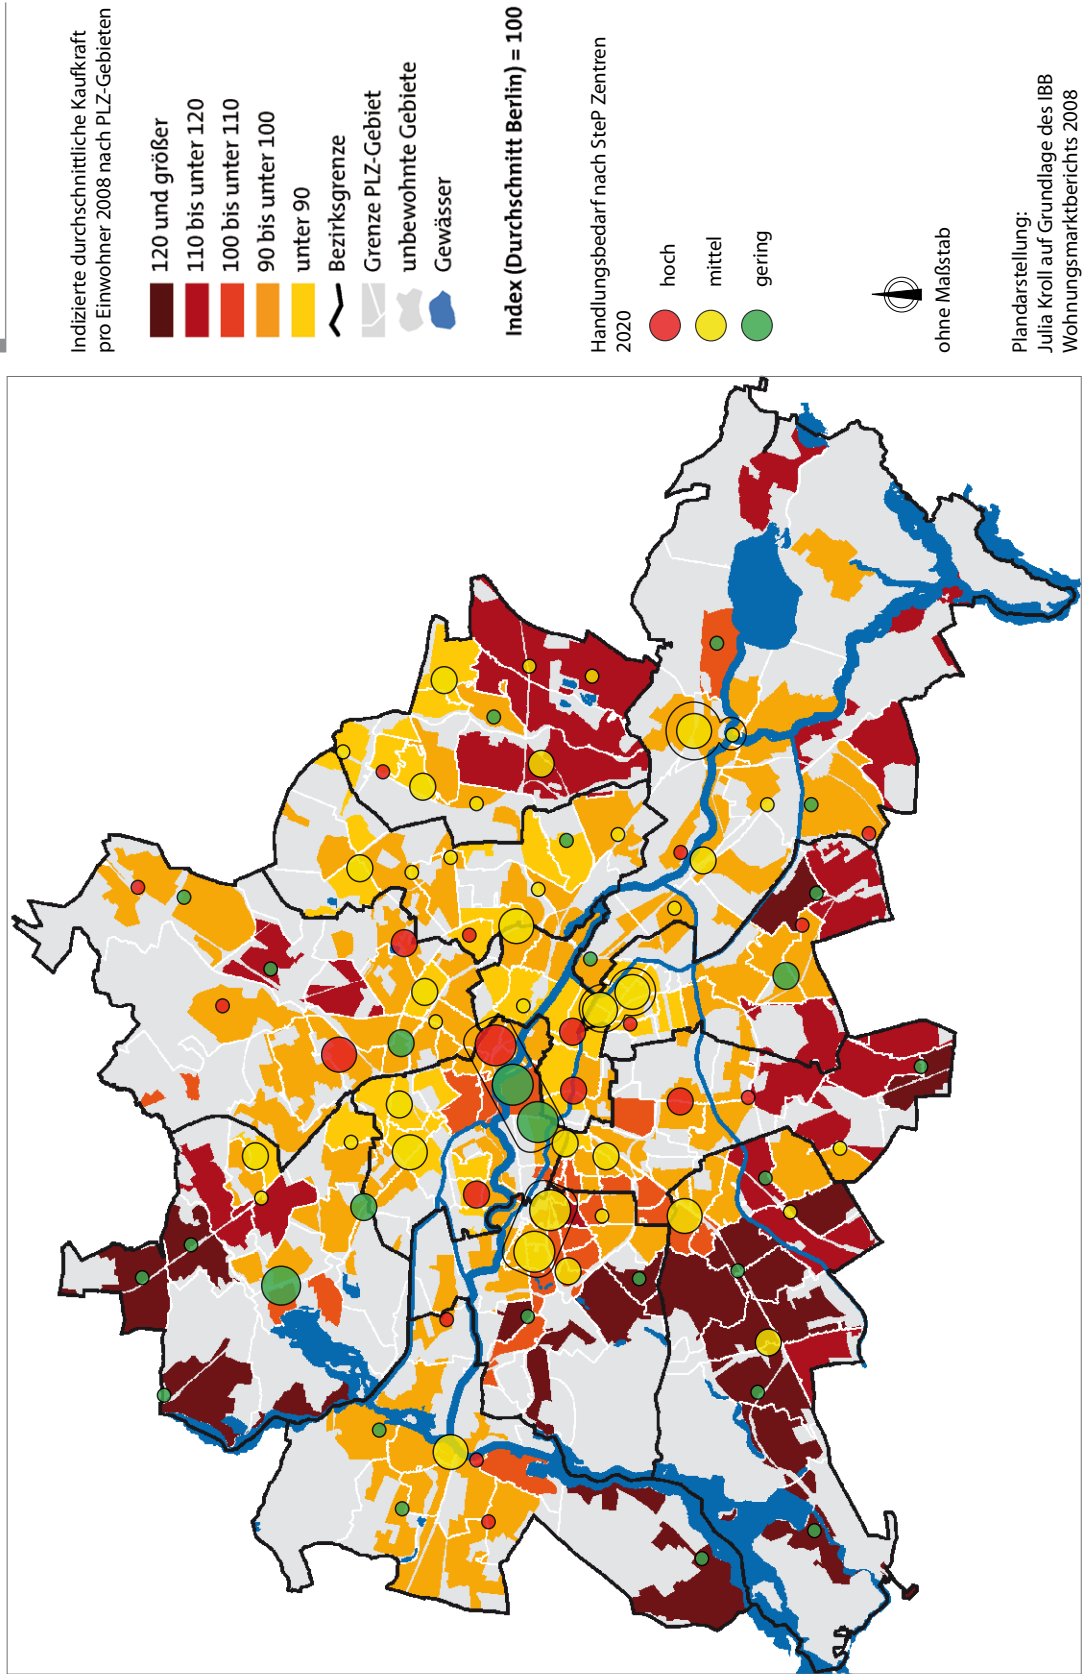 Indizierte durchschnittliche Kaufkraft
pro Einwohner 2008 nach PLZ-Gebieten
120 und größer
110 bis unter 120
100 bis unter 110
90 bis unter 100
unter 90
Bezirksgrenze
Grenze PLZ-Gebiet
unbewohnte Gebiete
Gewässer
Index (Durchschnitt Berlin) = 100
Handlungsbedarf nach SteP Zentren
2020
hoch
mittel
gering
ohne Maßstab
Plandarstellung:
Julia Kroll auf Grundlage des IBB
Wohnungsmarktberichts 2008